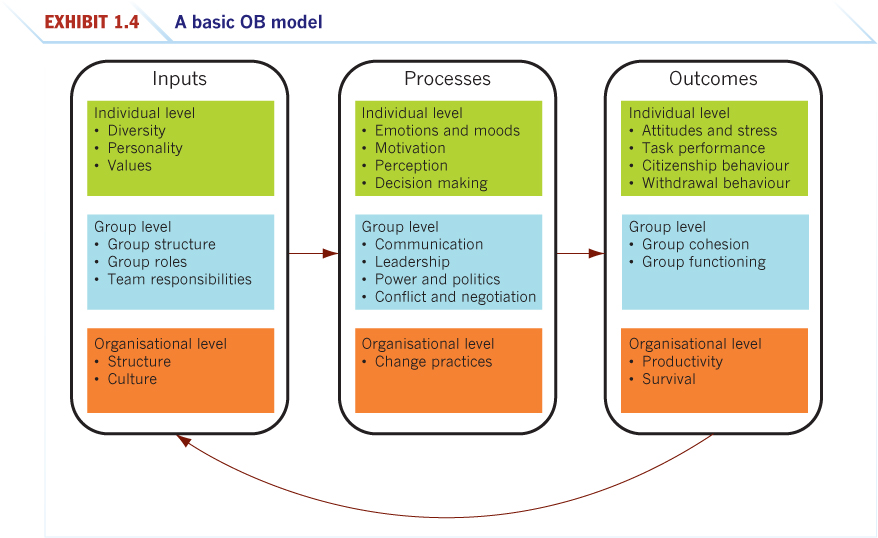 EXHIBIT 1.4 A basic OB model
Inputs
Individual level
• Diversity
• Personality
• Values
Group level
• Group structure
• Group roles
• Team responsibilities
Organisational level
• Structure
• Culture
Processes
Individual level
• Emotions and moods
• Motivation
• Perception
• Decision making
Group level
• Communication
• Leadership
• Power and politics
• Conflict and negotiation
Organisational level
• Change practices
Outcomes
Individual level
• Attitudes and stress
• Task performance
• Citizenship behaviour
• Withdrawal behaviour
Group level
• Group cohesion
• Group functioning
Organisational level
• Productivity
• Survival